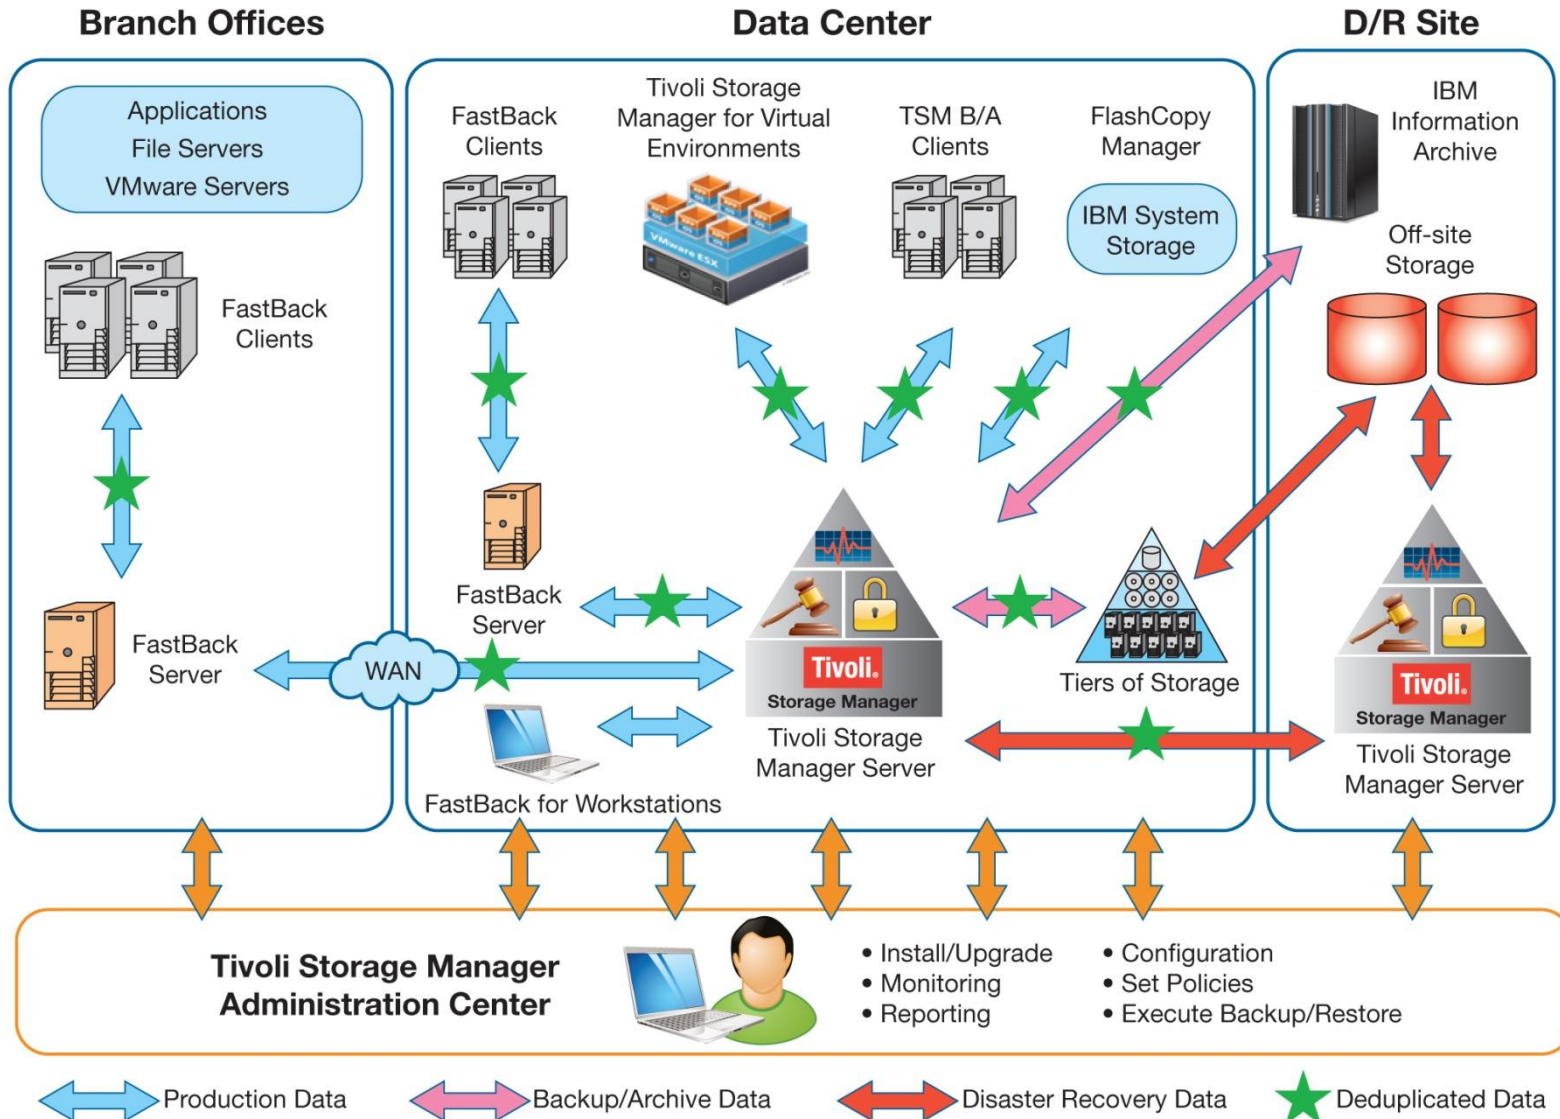 Branch Offices
Data Center
D/R Site
Applications
File Servers
VMware Servers
FastBack
Clients
FastBack
Server
WAN
FastBack
Clients
Tivoli Storage
Manager for Virtual
Environments
VMware ESX
TSM B/A
Clients
FlashCopy
Manager
IBM System
Storage
FastBack
Server
FastBack for Workstations
Tivoli.
Storage Manager
Tivoli Storage
Manager Server
Tiers of Storage
IBM
Information
Archive
Off-site
Storage
Tivoli.
Storage Manager
Tivoli Storage
Manager Server
Tivoli Storage Manager
Administration Center
• Install/Upgrade
• Monitoring
• Reporting
• Configuration
• Set Policies
• Execute Backup/Restore
Production Data
Backup/Archive Data
Disaster Recovery Data
Deduplicated Data